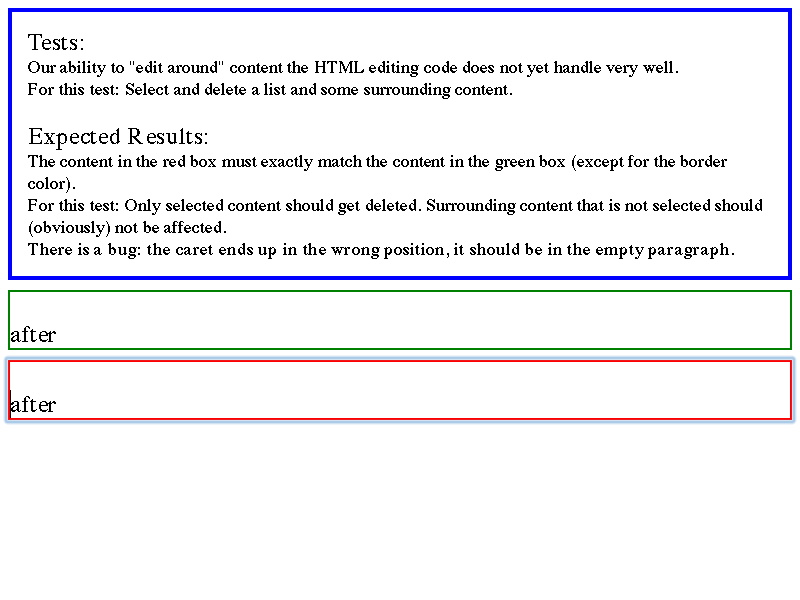 Tests:
Our ability to "edit around" content the HTML editing code does not yet handle very well.
For this test: Select and delete a list and some surrounding content.
Expected Results:
The content in the red box must exactly match the content in the green box (except for the border
color).
For this test: Only selected content should get deleted. Surrounding content that is not selected should
(obviously) not be affected.
There is a bug: the caret ends up in the wrong position, it should be in the empty paragraph.
after
after